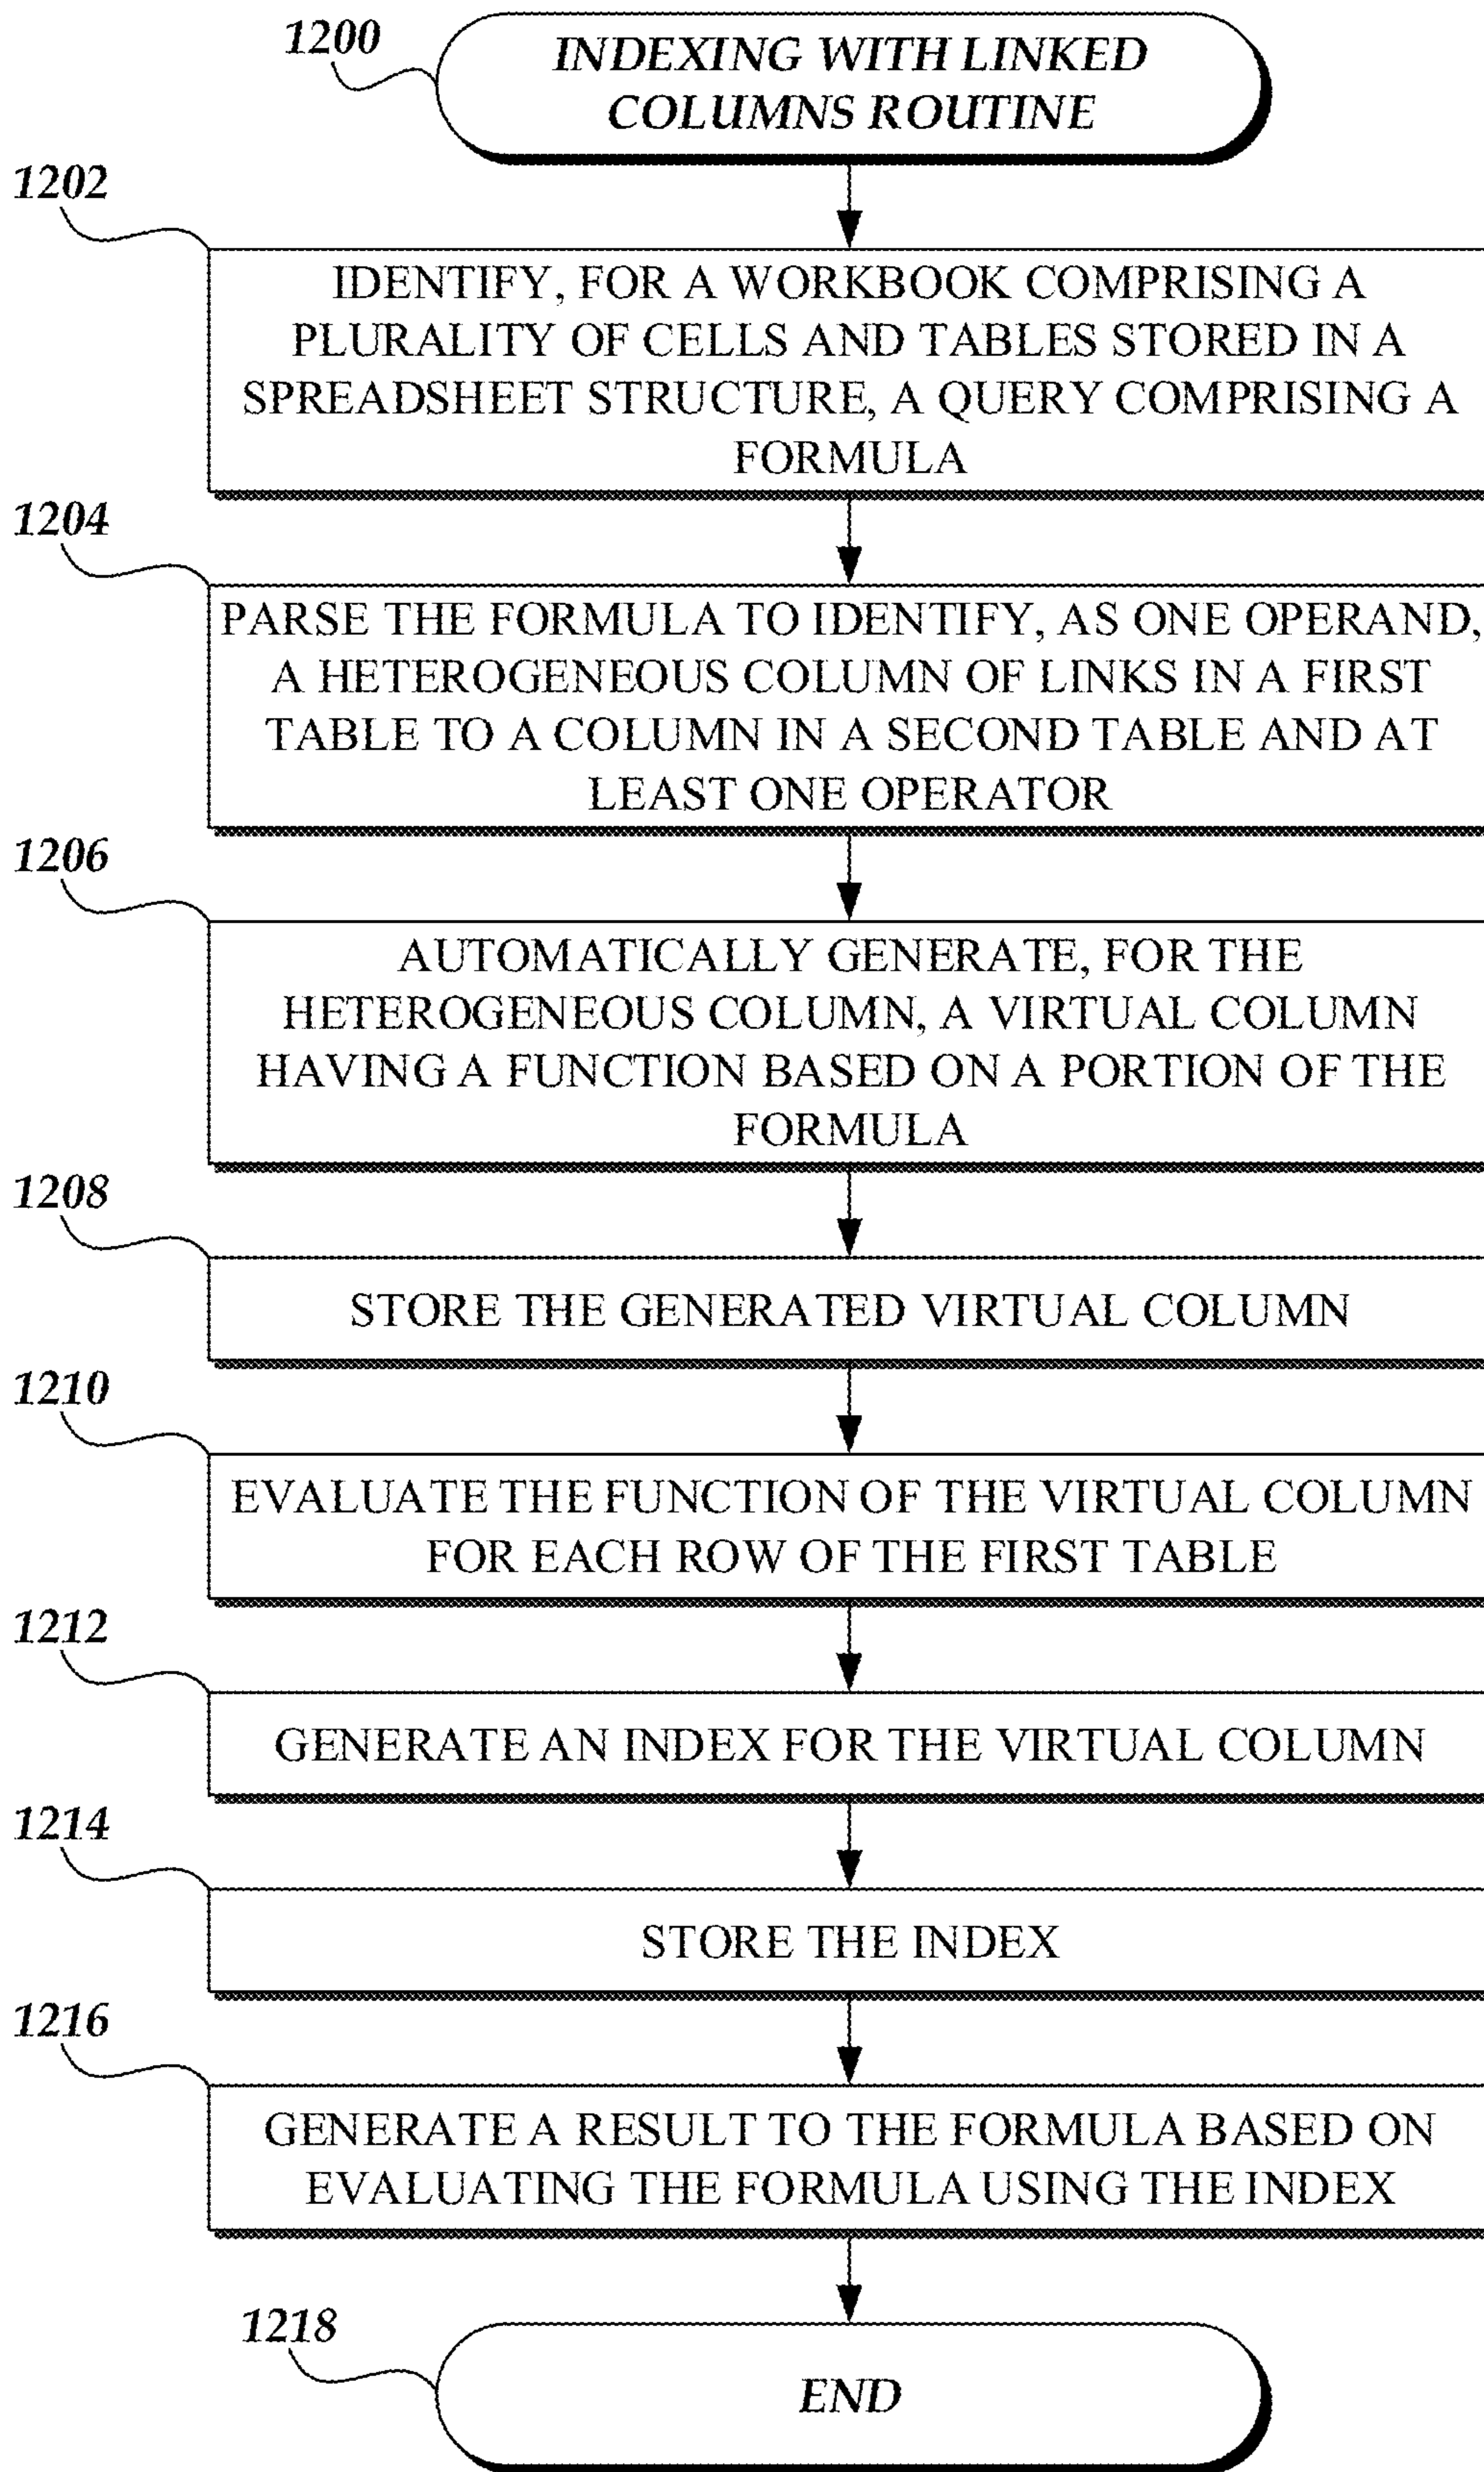 1200
INDEXING WITH LINKED
COLUMNS ROUTINE
1202
IDENTIFY, FOR A WORKBOOK COMPRISING A
PLURALITY OF CELLS AND TABLES STORED IN A
SPREADSHEET STRUCTURE, A QUERY COMPRISING A
FORMULA
1204
PARSE THE FORMULA TO IDENTIFY, AS ONE OPERAND,
A HETEROGENEOUS COLUMN OF LINKS IN A FIRST
TABLE TO A COLUMN IN A SECOND TABLE AND AT
LEAST ONE OPERATOR
1206
AUTOMATICALLY GENERATE, FOR THE
HETEROGENEOUS COLUMN, A VIRTUAL COLUMN
HAVING A FUNCTION BASED ON A PORTION OF THE
FORMULA
1208
STORE THE GENERATED VIRTUAL COLUMN
1210
EVALUATE THE FUNCTION OF THE VIRTUAL COLUMN
FOR EACH ROW OF THE FIRST TABLE
1212
GENERATE AN INDEX FOR THE VIRTUAL COLUMN
1214
STORE THE INDEX
1216
GENERATE A RESULT TO THE FORMULA BASED ON
EVALUATING THE FORMULA USING THE INDEX
1218
END